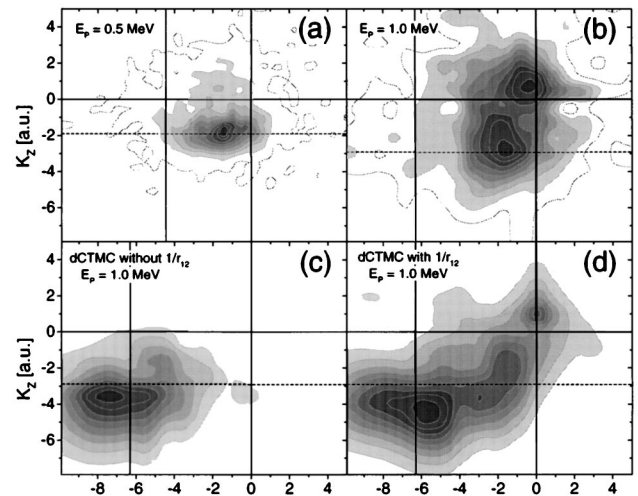 (a)
E_P = 0.5 MeV
(b)
E_P = 1.0 MeV
4
2
0
-2
-4
-6
K_Z [a.u.]
(c)
dCTMC without 1/r_12
E_P = 1.0 MeV
(d)
dCTMC with 1/r_12
E_P = 1.0 MeV
4
2
0
-2
-4
-6
K_Z [a.u.]
-8 -6 -4 -2 0 2 4
-8 -6 -4 -2 0 2 4